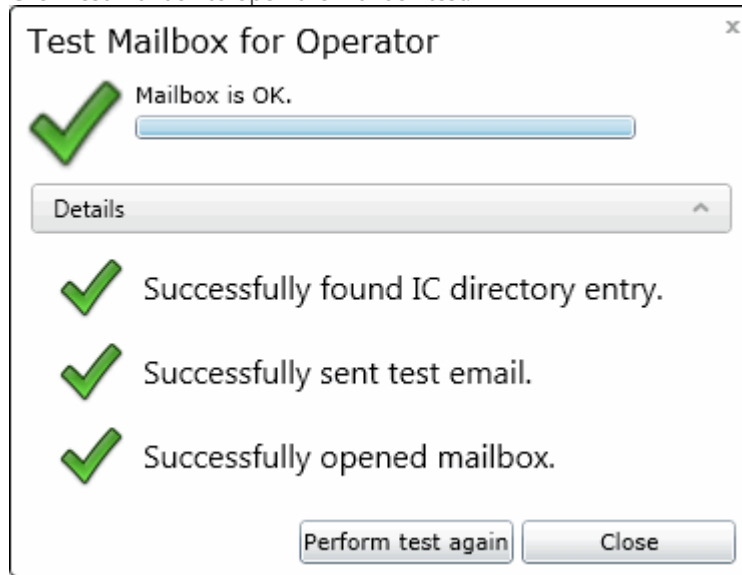 Test Mailbox for Operator
x
Mailbox is OK.
Details
Successfully found IC directory entry.
Successfully sent test email.
Successfully opened mailbox.
Perform test again Close